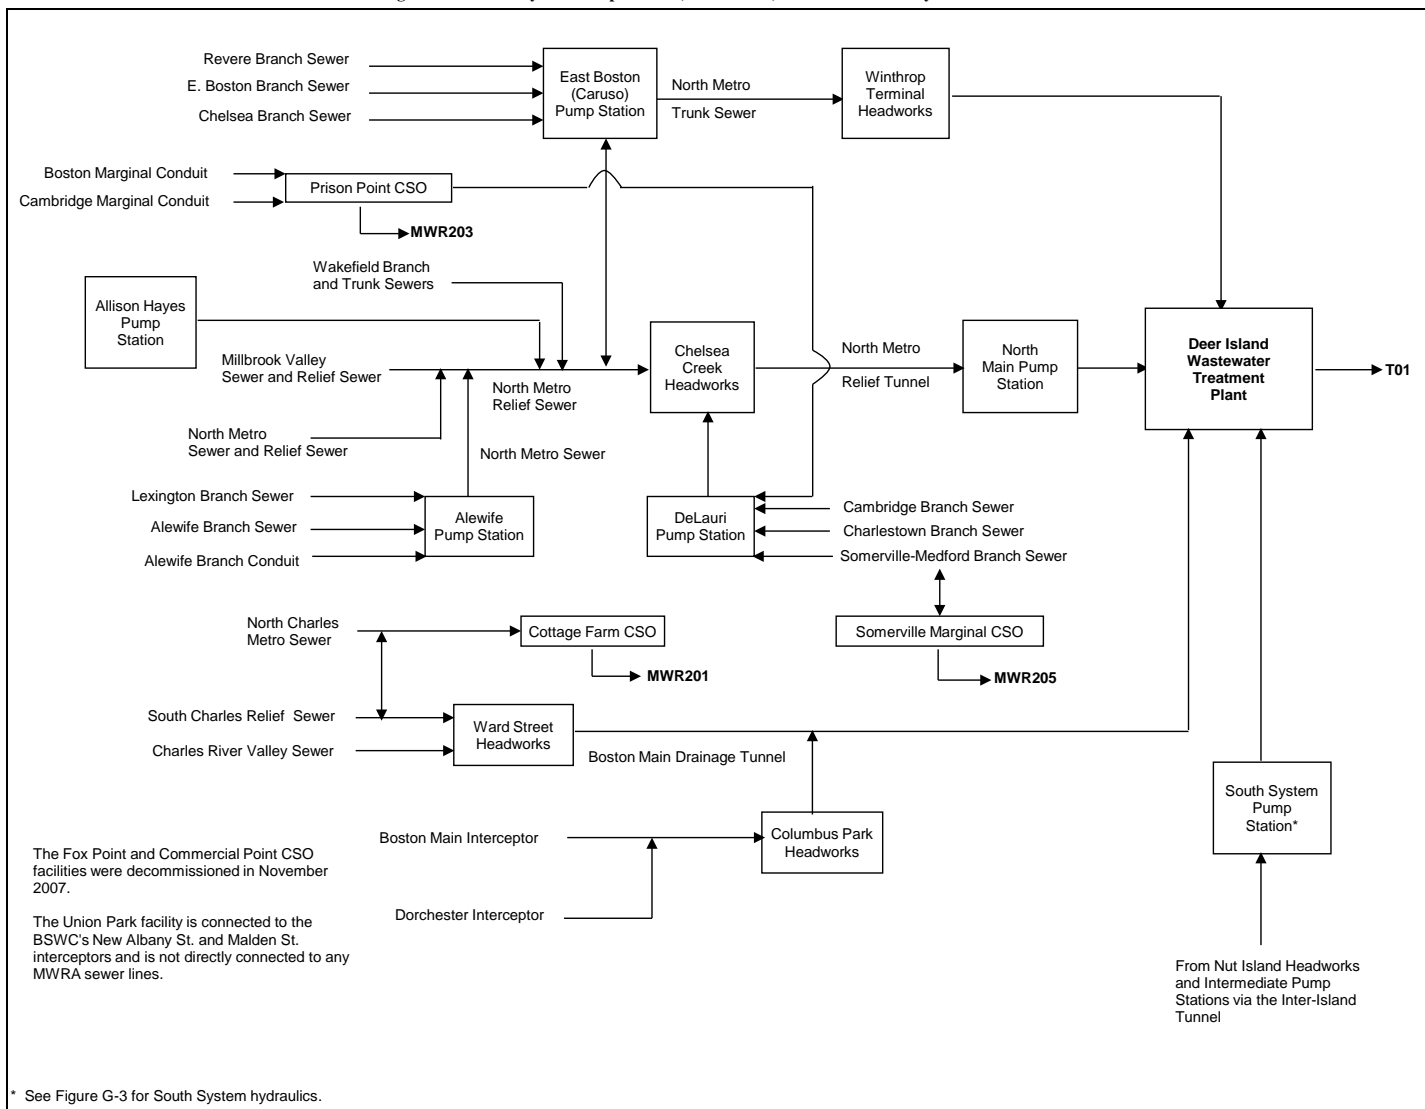 Revere Branch Sewer
E. Boston Branch Sewer
Chelsea Branch Sewer
East Boston
(Caruso)
Pump Station
North Metro
Trunk Sewer
Winthrop
Terminal
Headworks
Boston Marginal Conduit
Cambridge Marginal Conduit
Prison Point CSO
MWR203
Wakefield Branch
and Trunk Sewers
Allison Hayes
Pump
Station
Millbrook Valley
Sewer and Relief Sewer
North Metro
Relief Sewer
Chelsea
Creek
Headworks
North Metro
Relief Tunnel
North
Main Pump
Station
Deer Island
Wastewater
Treatment
Plant
T01
North Metro
Sewer and Relief Sewer
North Metro Sewer
Lexington Branch Sewer
Alewife Branch Sewer
Alewife Branch Conduit
Alewife
Pump Station
DeLauri
Pump Station
Cambridge Branch Sewer
Charlestown Branch Sewer
Somerville-Medford Branch Sewer
North Charles
Metro Sewer
Cottage Farm CSO
MWR201
Somerville Marginal CSO
MWR205
South Charles Relief Sewer
Charles River Valley Sewer
Ward Street
Headworks
Boston Main Drainage Tunnel
Boston Main Interceptor
Dorchester Interceptor
Columbus Park
Headworks
South System
Pump
Station*
From Nut Island Headworks
and Intermediate Pump
Stations via the Inter-Island
Tunnel
The Fox Point and Commercial Point CSO
facilities were decommissioned in November
2007.
The Union Park facility is connected to the
BSWC's New Albany St. and Malden St.
interceptors and is not directly connected to any
MWRA sewer lines.
* See Figure G-3 for South System hydraulics.